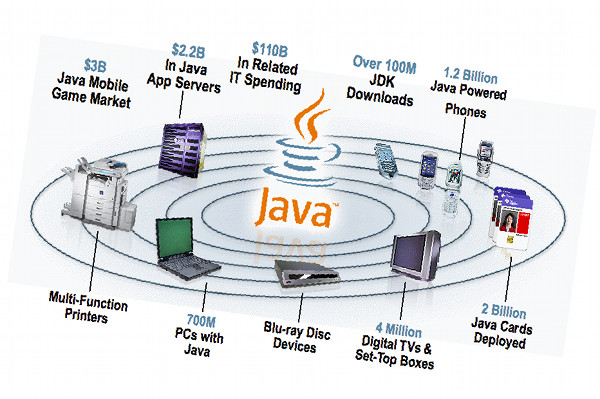 $3B
Java Mobile
Game Market
$2.2B
In Java
App Servers
$110B
In Related
IT Spending
Over 100M
JDK
Downloads
1.2 Billion
Java Powered
Phones
Java™
Multi-Function
Printers
700M
PCs with
Java
Blu-ray Disc
Devices
4 Million
Digital TVs &
Set-Top Boxes
2 Billion
Java Cards
Deployed